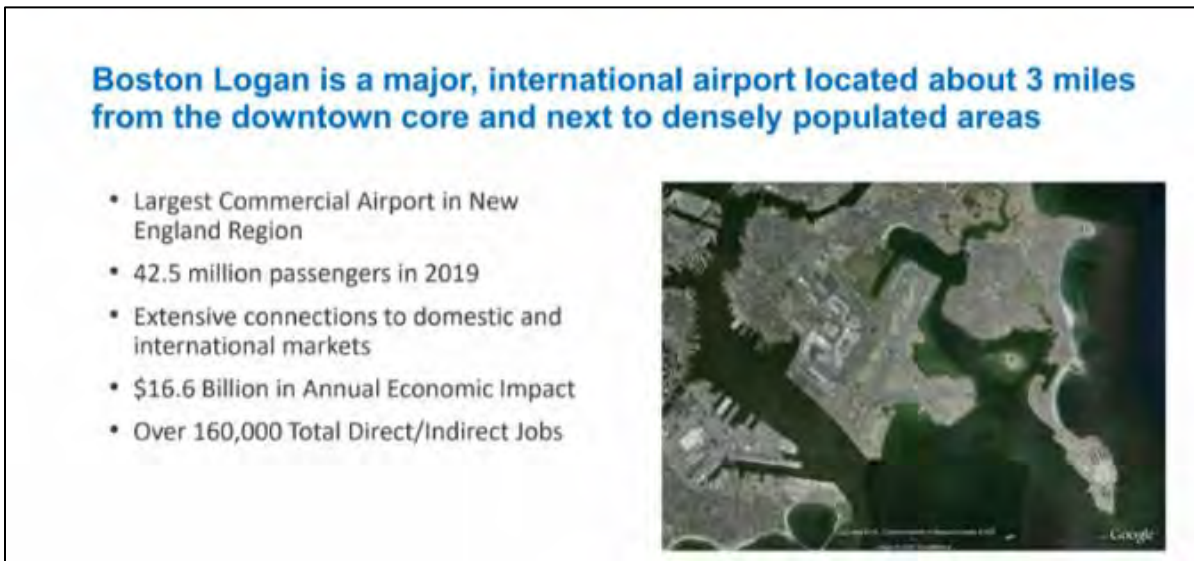 Boston Logan is a major, international airport located about 3 miles
from the downtown core and next to densely populated areas
• Largest Commercial Airport in New
England Region
• 42.5 million passengers in 2019
• Extensive connections to domestic and
international markets
• $16.6 Billion in Annual Economic Impact
• Over 160,000 Total Direct/Indirect Jobs
Google